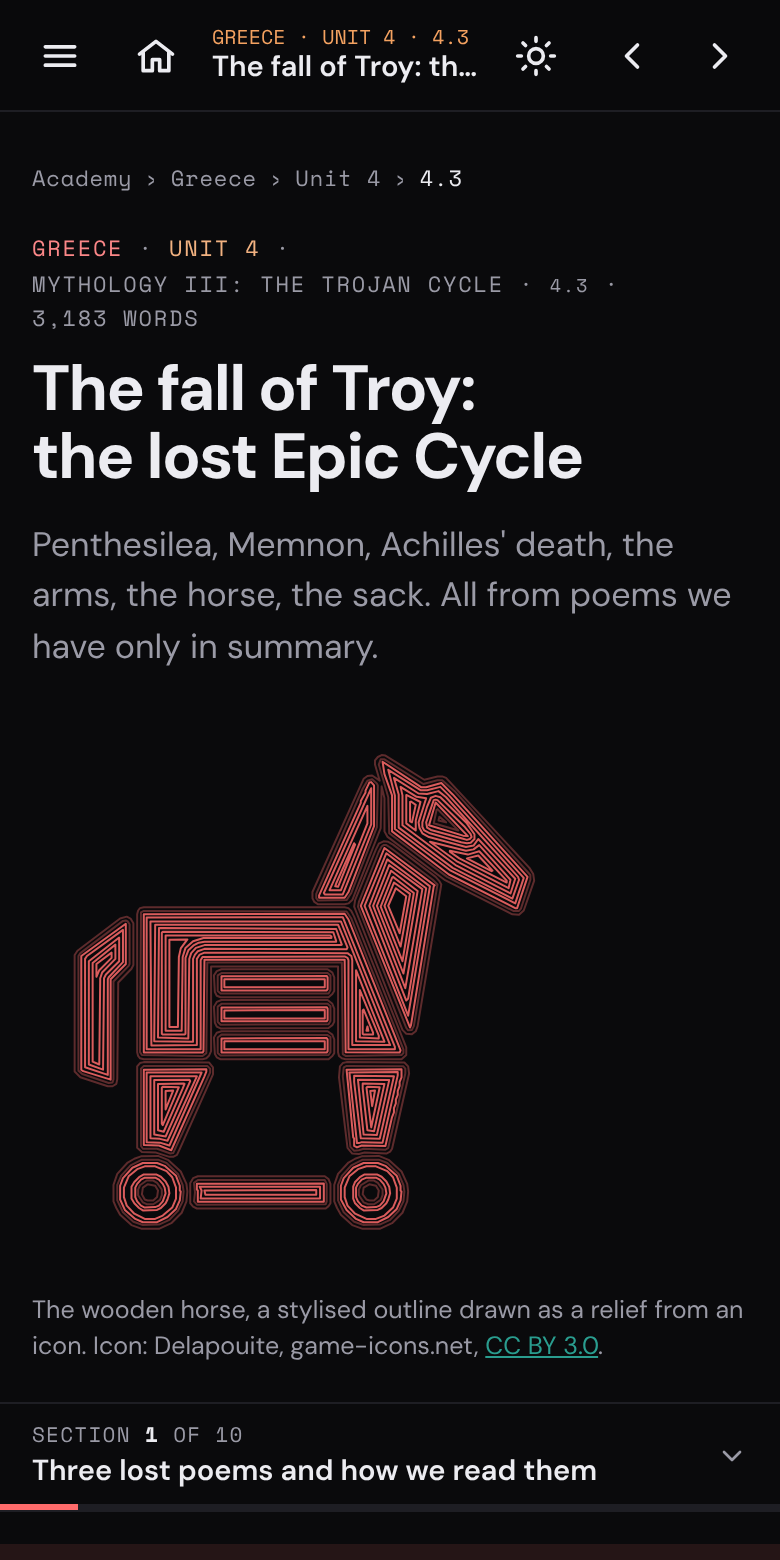 GREECE · UNIT 4 · 4.3
The fall of Troy: th...
Academy > Greece > Unit 4 > 4.3
GREECE · UNIT 4 ·
MYTHOLOGY III: THE TROJAN CYCLE · 4.3 ·
3,183 WORDS
The fall of Troy:
the lost Epic Cycle
Penthesilea, Memnon, Achilles' death, the
arms, the horse, the sack. All from poems we
have only in summary.
The wooden horse, a stylised outline drawn as a relief from an
icon. Icon: Delapouite, game-icons.net, CC BY 3.0.
SECTION 1 OF 10
Three lost poems and how we read them